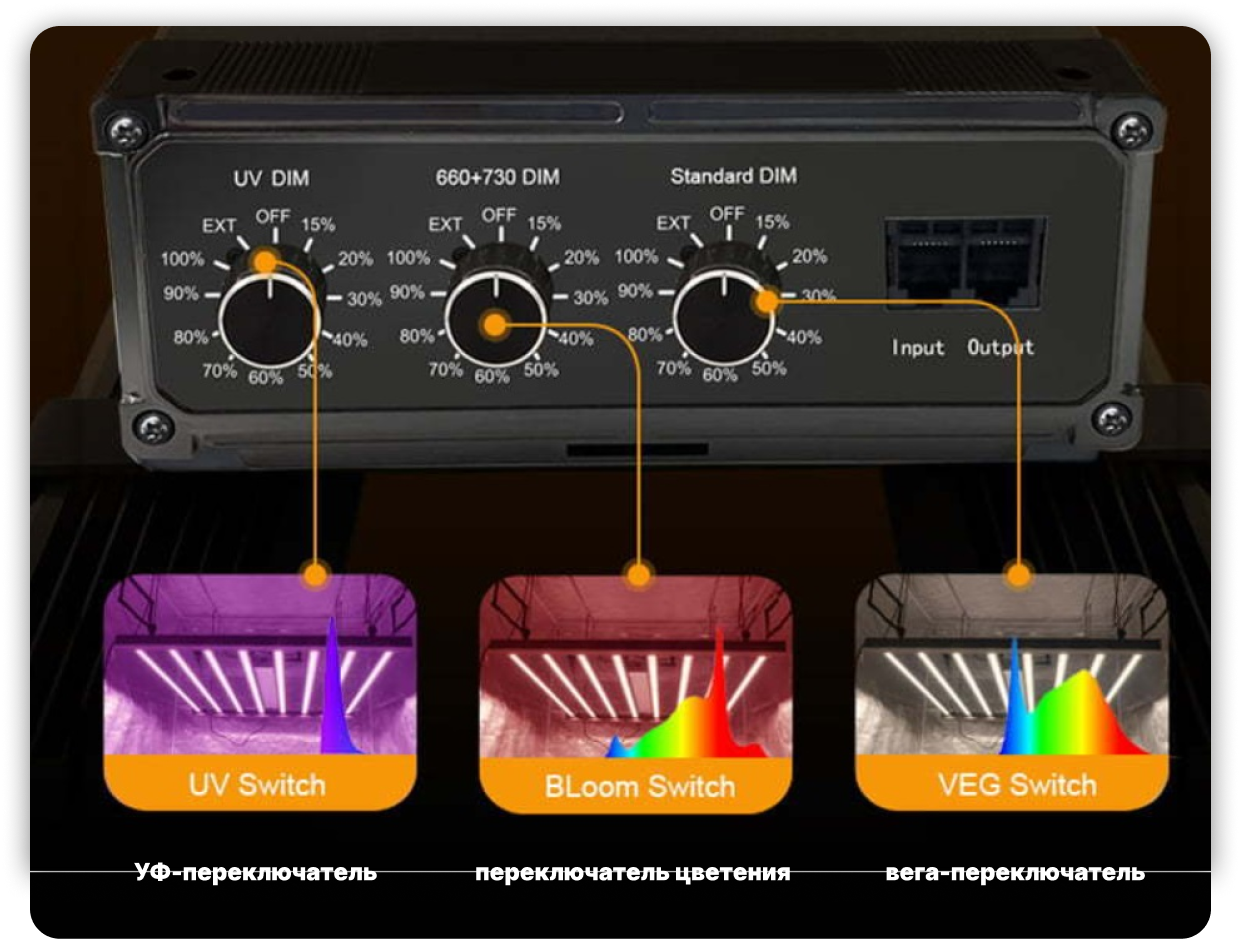 UV DIM 660+730 DIM Standard DIM
EXT OFF 15% EXT OFF 15% EXT OFF 15%
100% 20% 100% 20% 100% 20%
90% 30% 90% 30% 90% 30%
80% 40% 80% 40% 80% 40%
70% 60% 50% 70% 60% 50% 70% 60% 50%
Input Output
UV Switch BLoom Switch VEG Switch
УФ-переключатель переключатель цветения вега-переключатель